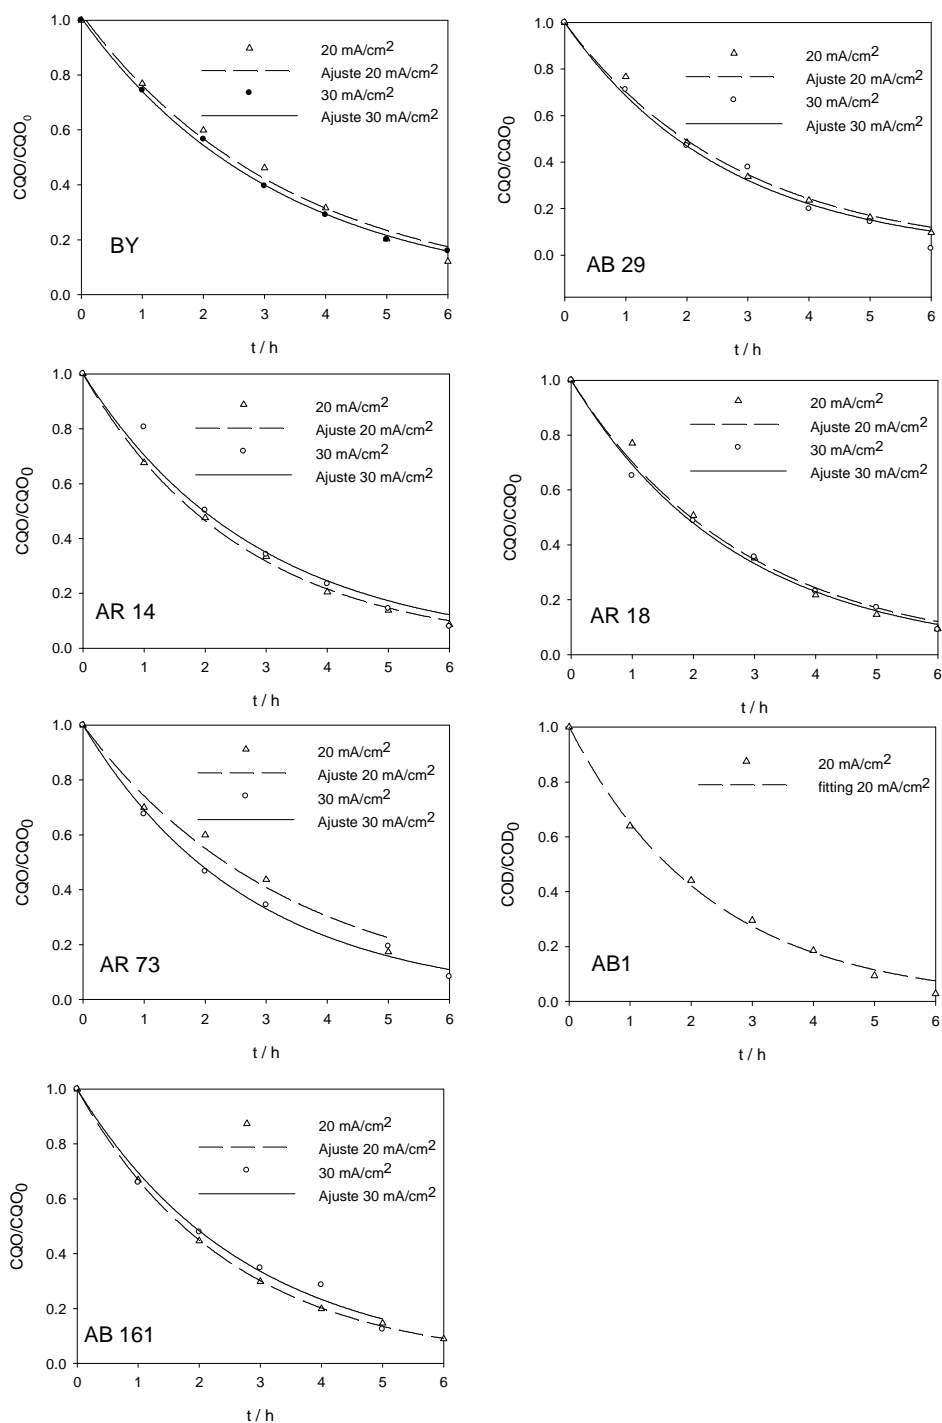 1.0
0.8
0.6
0.4
0.2
0.0
CQO/CQO0
20 mA/cm2
Ajuste 20 mA/cm2
30 mA/cm2
Ajuste 30 mA/cm2
BY
0 1 2 3 4 5 6
t / h
1.0
0.8
0.6
0.4
0.2
0.0
CQO/CQO0
20 mA/cm2
Ajuste 20 mA/cm2
30 mA/cm2
Ajuste 30 mA/cm2
AB 29
0 1 2 3 4 5 6
t / h
1.0
0.8
0.6
0.4
0.2
0.0
CQO/CQO0
20 mA/cm2
Ajuste 20 mA/cm2
30 mA/cm2
Ajuste 30 mA/cm2
AR 14
0 1 2 3 4 5 6
t / h
1.0
0.8
0.6
0.4
0.2
0.0
CQO/CQO0
20 mA/cm2
Ajuste 20 mA/cm2
30 mA/cm2
Ajuste 30 mA/cm2
AR 18
0 1 2 3 4 5 6
t / h
1.0
0.8
0.6
0.4
0.2
0.0
CQO/CQO0
20 mA/cm2
Ajuste 20 mA/cm2
30 mA/cm2
Ajuste 30 mA/cm2
AR 73
0 1 2 3 4 5 6
t / h
1.0
0.8
0.6
0.4
0.2
0.0
COD/COD0
20 mA/cm2
fitting 20 mA/cm2
AB1
0 1 2 3 4 5 6
t / h
1.0
0.8
0.6
0.4
0.2
0.0
CQO/CQO0
20 mA/cm2
Ajuste 20 mA/cm2
30 mA/cm2
Ajuste 30 mA/cm2
AB 161
0 1 2 3 4 5 6
t / h